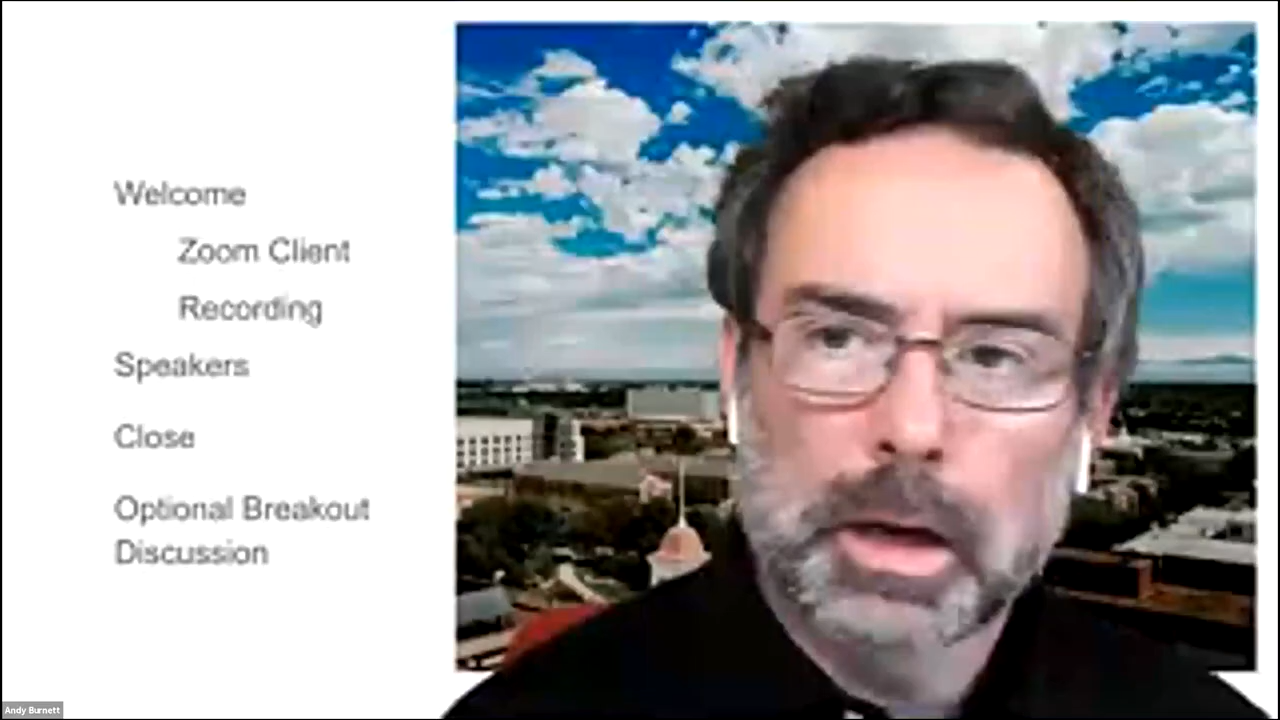 Welcome
Zoom Client
Recording
Speakers
Close
Optional Breakout
Discussion
Andy Burnett